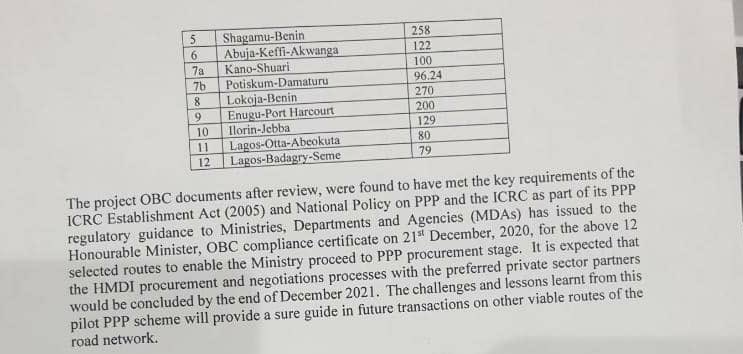 5 Shagamu-Benin 258
6 Abuja-Keffi-Akwanga 122
7a Kano-Shuari 100
7b Potiskum-Damaturu 96.24
8 Lokoja-Benin 270
9 Enugu-Port Harcourt 200
10 Ilorin-Jebba 129
11 Lagos-Otta-Abeokuta 80
12 Lagos-Badagry-Seme 79
The project OBC documents after review, were found to have met the key requirements of the
ICRC Establishment Act (2005) and National Policy on PPP and the ICRC as part of its PPP
regulatory guidance to Ministries, Departments and Agencies (MDAs) has issued to the
Honourable Minister, OBC compliance certificate on 21st December, 2020, for the above 12
selected routes to enable the Ministry proceed to PPP procurement stage. It is expected that
the HMDI procurement and negotiations processes with the preferred private sector partners
would be concluded by the end of December 2021. The challenges and lessons learnt from this
pilot PPP scheme will provide a sure guide in future transactions on other viable routes of the
road network.